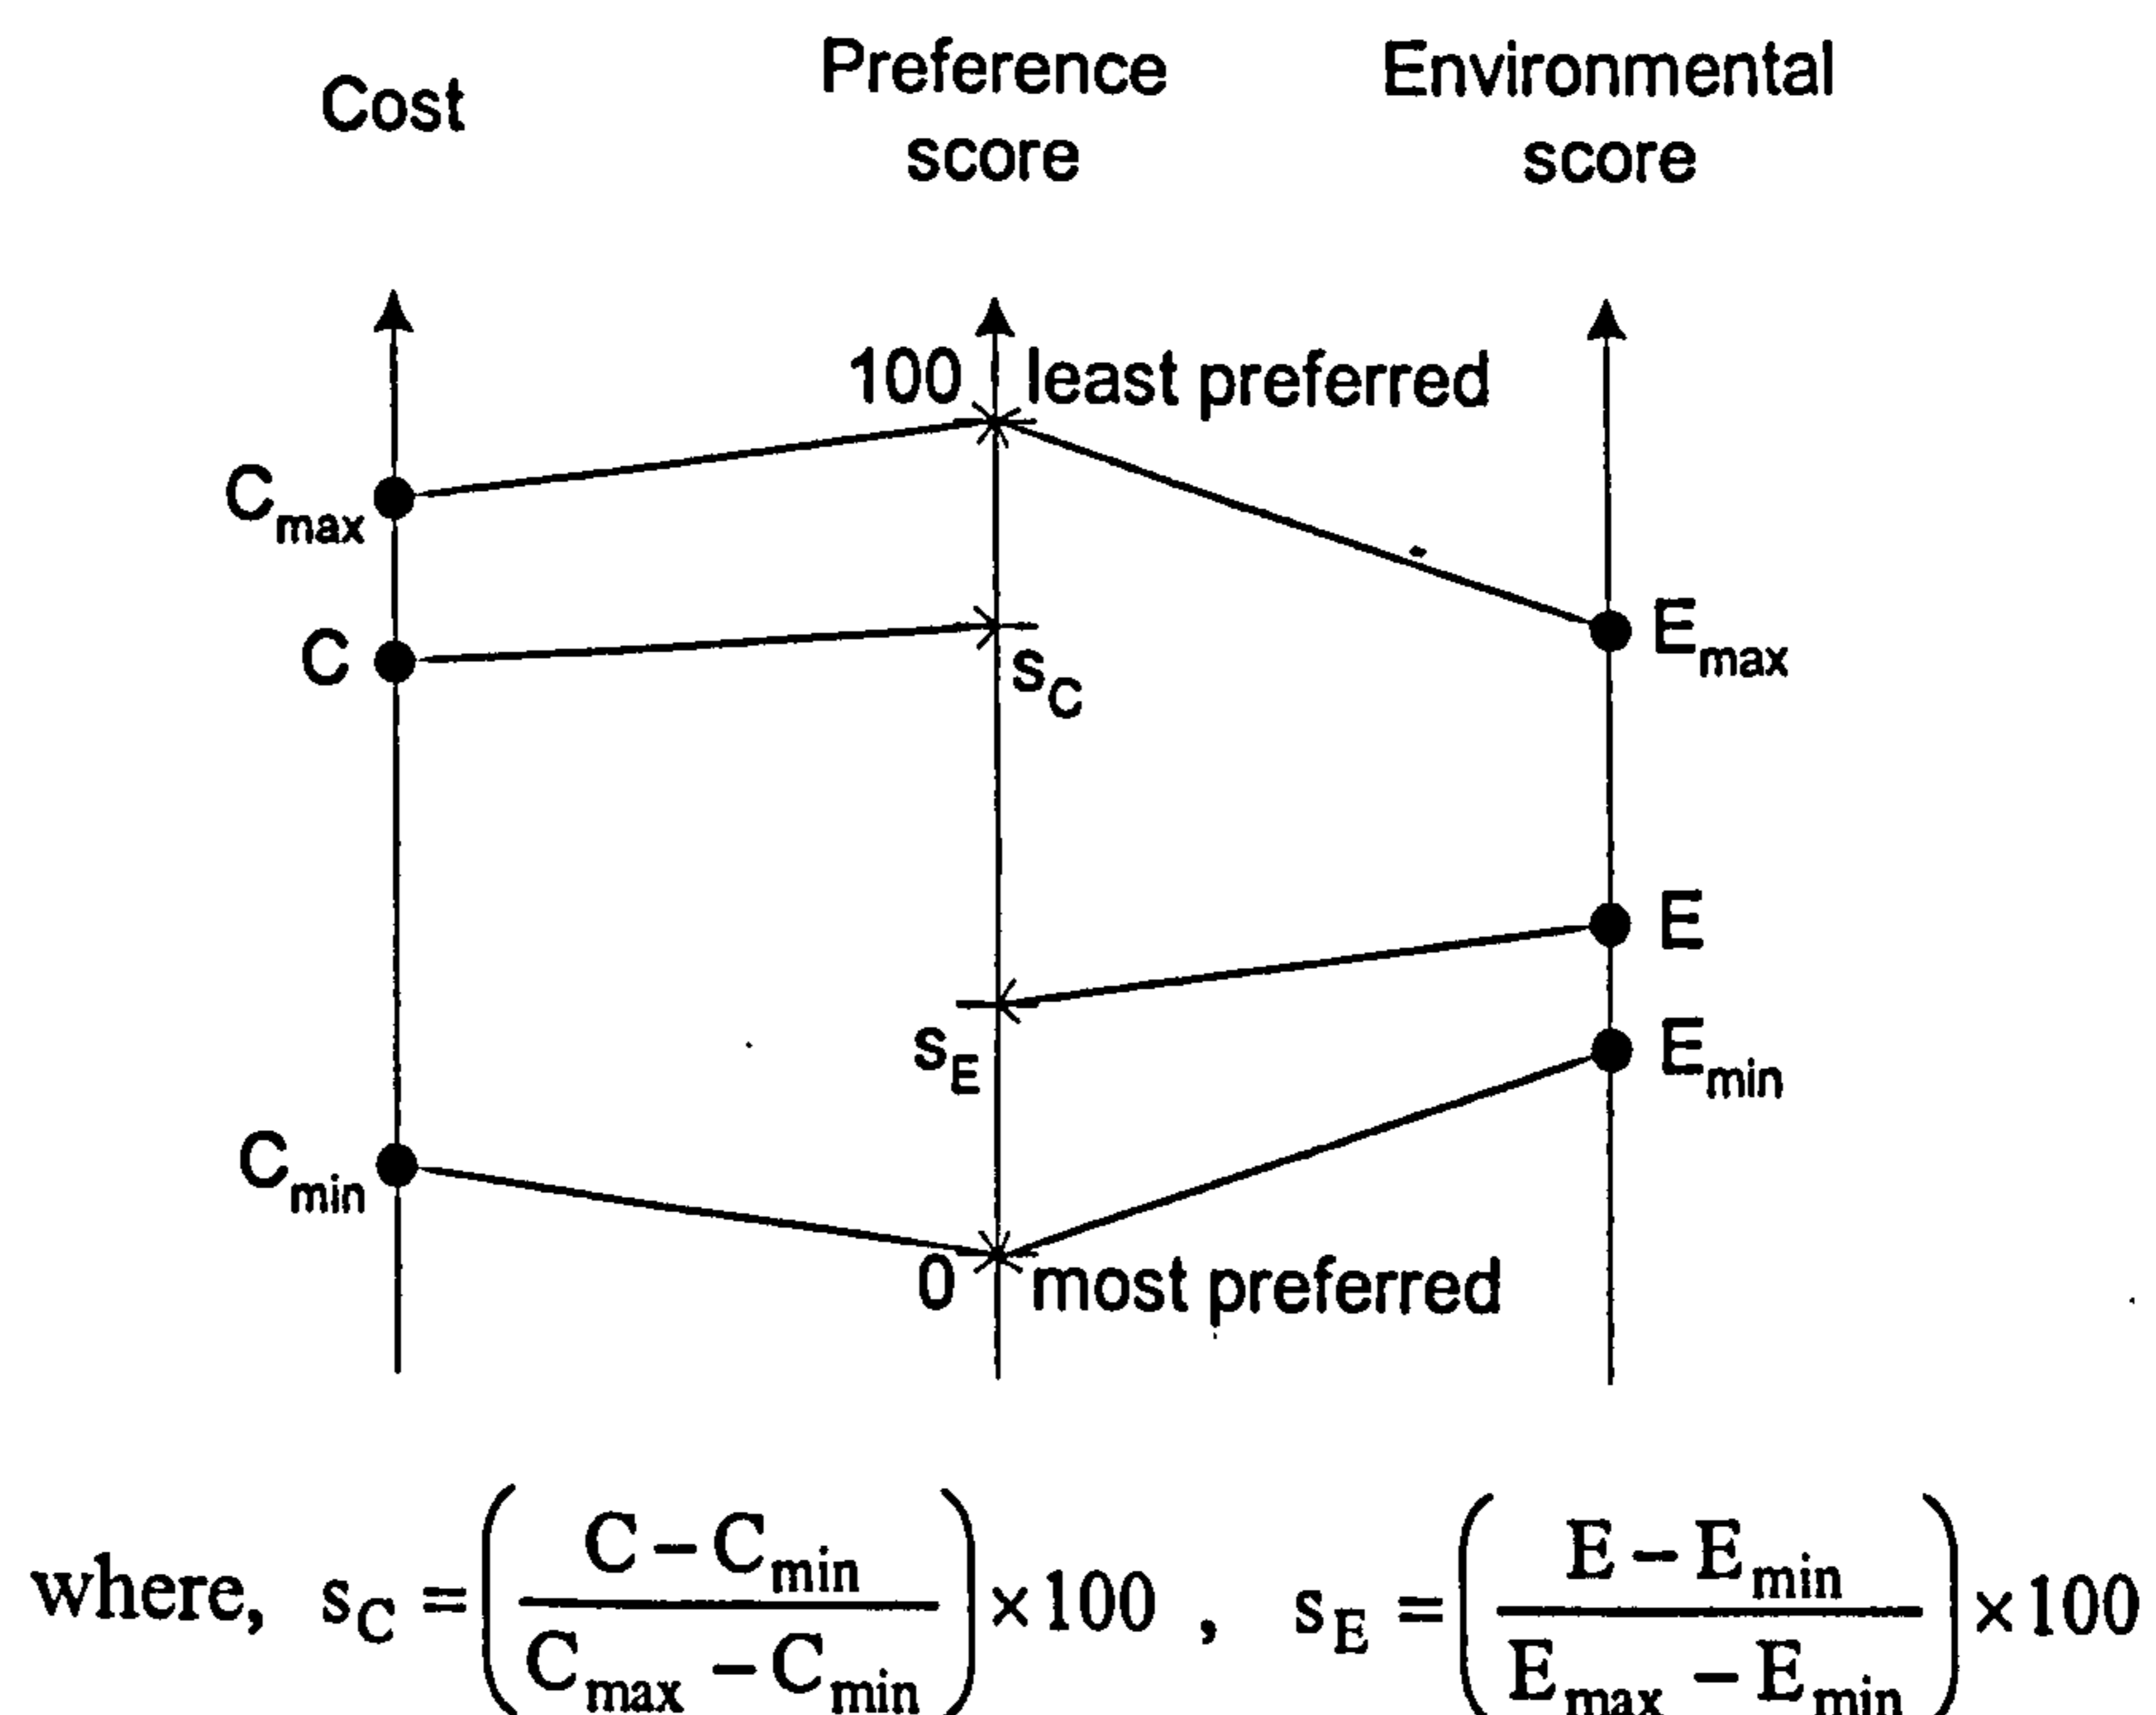 Cost
Preference
score
Environmental
score
100 least preferred
C_max
C
s_C
E_max
E
s_E
E_min
C_min
0 most preferred
where, s_C = ( (C − C_min) / (C_max − C_min) ) ×100 , s_E = ( (E − E_min) / (E_max − E_min) ) ×100